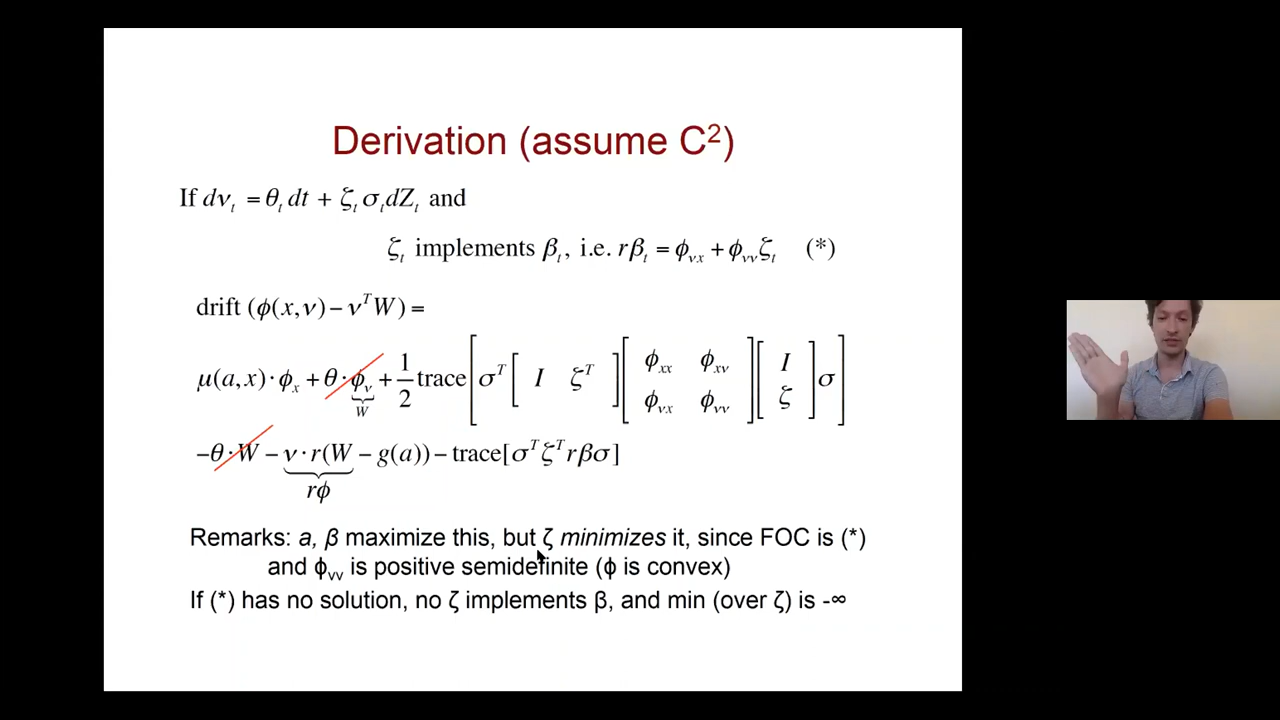 Derivation (assume C²)
If dν_t = θ_t dt + ζ_t σ_t dZ_t and
ζ_t implements β_t, i.e. rβ_t = ϕ_νx + ϕ_νν ζ_t (*)
drift (ϕ(x,ν) − ν^T W) =
μ(a,x)·ϕ_x + θ·ϕ_ν + 1/2 trace [ σ^T [ I ζ^T ] [ ϕ_xx ϕ_xν ; ϕ_νx ϕ_νν ] [ I ; ζ ] σ ]
W
−θ·W − ν·r(W − g(a)) − trace[σ^T ζ^T rβσ]
rϕ
Remarks: a, β maximize this, but ζ minimizes it, since FOC is (*)
and ϕ_vv is positive semidefinite (ϕ is convex)
If (*) has no solution, no ζ implements β, and min (over ζ) is -∞